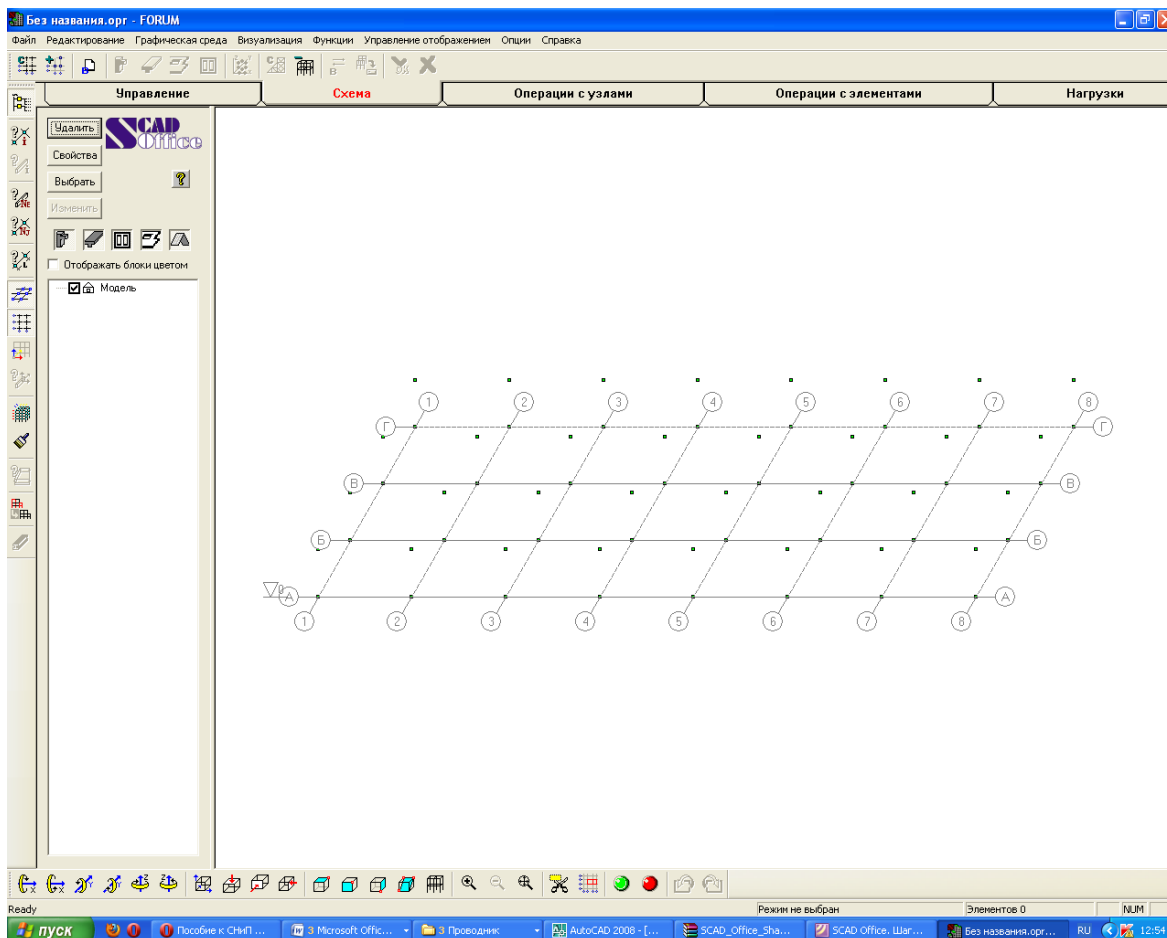 Без названия.opr - FORUM
Файл Редактирование Графическая среда Визуализация Функции Управление отображением Опции Справка
Управление Схема Операции с узлами Операции с элементами Нагрузки
Удалить
SCAD Office
Свойства
Выбрать
Изменить
Отображать блоки цветом
Модель
1 2 3 4 5 6 7 8
Г Г
В В
Б Б
А А
1 2 3 4 5 6 7 8
Ready Режим не выбран Элементов 0 NUM
пуск Пособие к СНиП ... 3 Microsoft Offic... 3 Проводник AutoCAD 2008 - [... SCAD_Office_Sha... SCAD Office. Шаг... Без названия.opr... RU 12:54